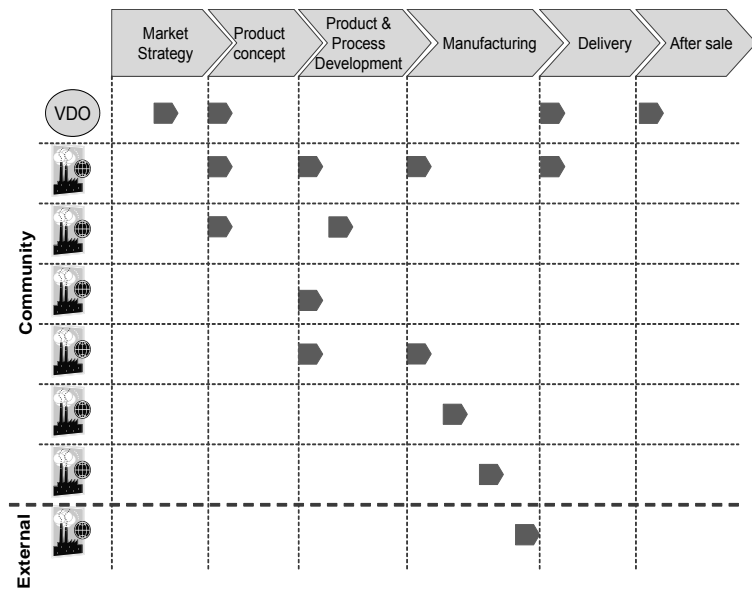 Market
Strategy
Product
concept
Product &
Process
Development
Manufacturing
Delivery
After sale
VDO
Community
External